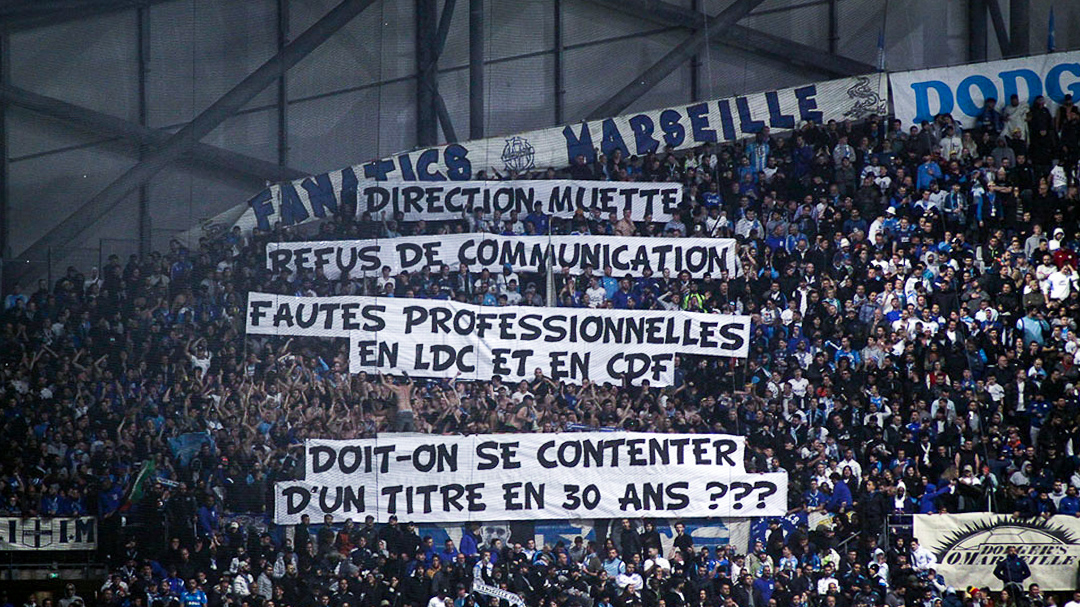 FANATICS MARSEILLE
DODG
DIRECTION MUETTE
REFUS DE COMMUNICATION
FAUTES PROFESSIONNELLES
EN LDC ET EN CDF
DOIT-ON SE CONTENTER
D'UN TITRE EN 30 ANS ???
DODGER'S
O.MARSEILLE